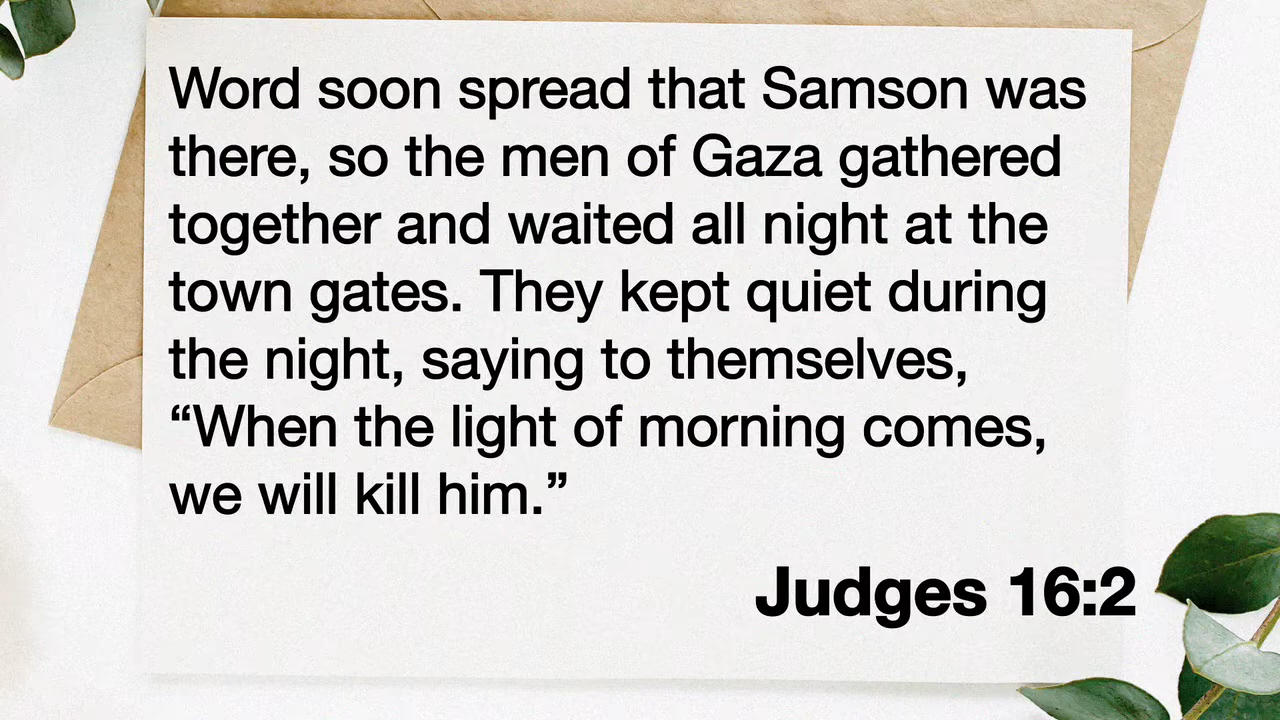 Word soon spread that Samson was
there, so the men of Gaza gathered
together and waited all night at the
town gates. They kept quiet during
the night, saying to themselves,
“When the light of morning comes,
we will kill him.”
Judges 16:2